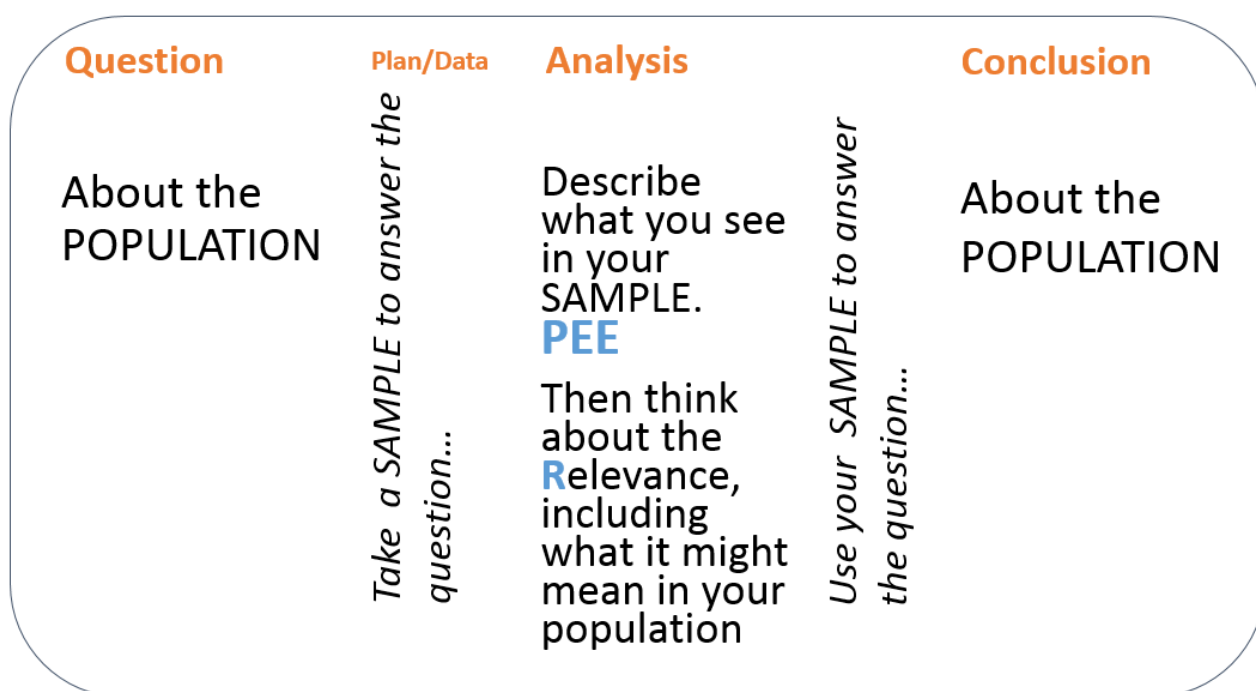 Question
About the
POPULATION
Plan/Data
Take a SAMPLE to answer the
question...
Analysis
Describe
what you see
in your
SAMPLE.
PEE
Then think
about the
Relevance,
including
what it might
mean in your
population
Use your SAMPLE to answer
the question...
Conclusion
About the
POPULATION